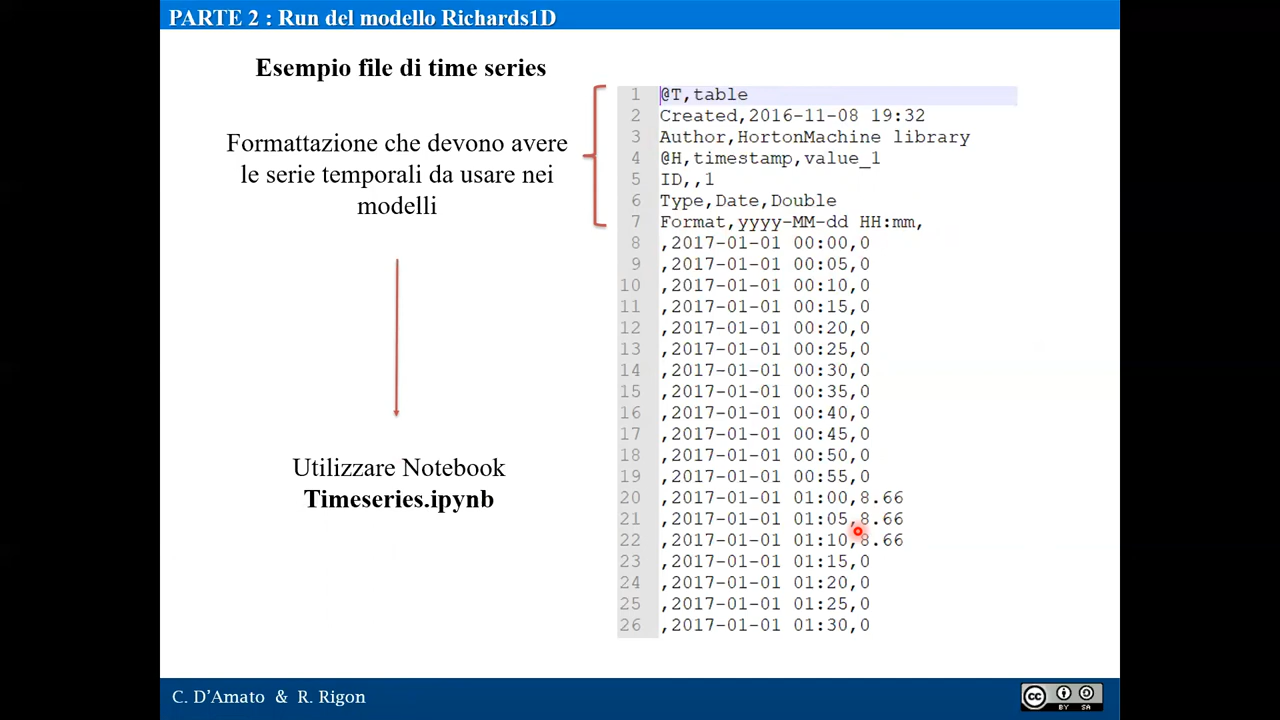 PARTE 2 : Run del modello Richards1D
Esempio file di time series
Formattazione che devono avere
le serie temporali da usare nei
modelli
Utilizzare Notebook
Timeseries.ipynb
1 @T,table
2 Created,2016-11-08 19:32
3 Author,HortonMachine library
4 @H,timestamp,value_1
5 ID,,1
6 Type,Date,Double
7 Format,yyyy-MM-dd HH:mm,
8 ,2017-01-01 00:00,0
9 ,2017-01-01 00:05,0
10 ,2017-01-01 00:10,0
11 ,2017-01-01 00:15,0
12 ,2017-01-01 00:20,0
13 ,2017-01-01 00:25,0
14 ,2017-01-01 00:30,0
15 ,2017-01-01 00:35,0
16 ,2017-01-01 00:40,0
17 ,2017-01-01 00:45,0
18 ,2017-01-01 00:50,0
19 ,2017-01-01 00:55,0
20 ,2017-01-01 01:00,8.66
21 ,2017-01-01 01:05,8.66
22 ,2017-01-01 01:10,8.66
23 ,2017-01-01 01:15,0
24 ,2017-01-01 01:20,0
25 ,2017-01-01 01:25,0
26 ,2017-01-01 01:30,0
C. D'Amato & R. Rigon
cc BY SA